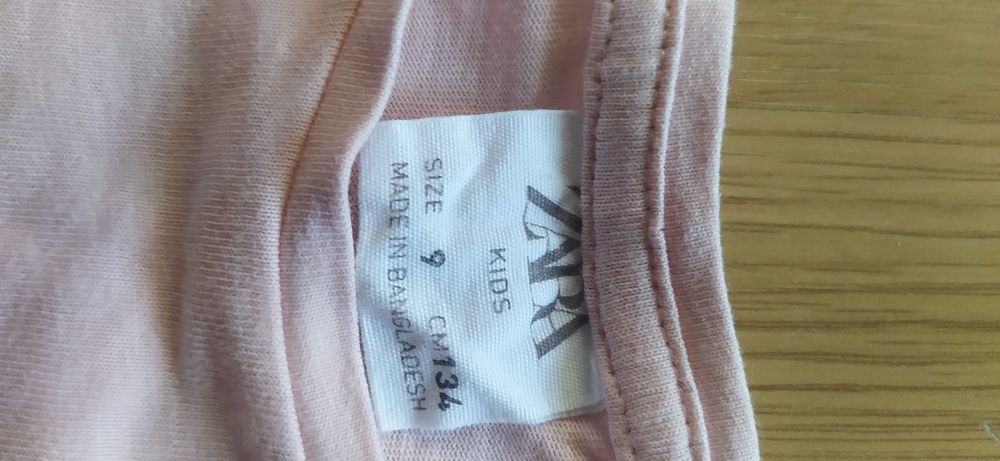 ZARA
KIDS
SIZE 9 CM134
MADE IN BANGLADESH